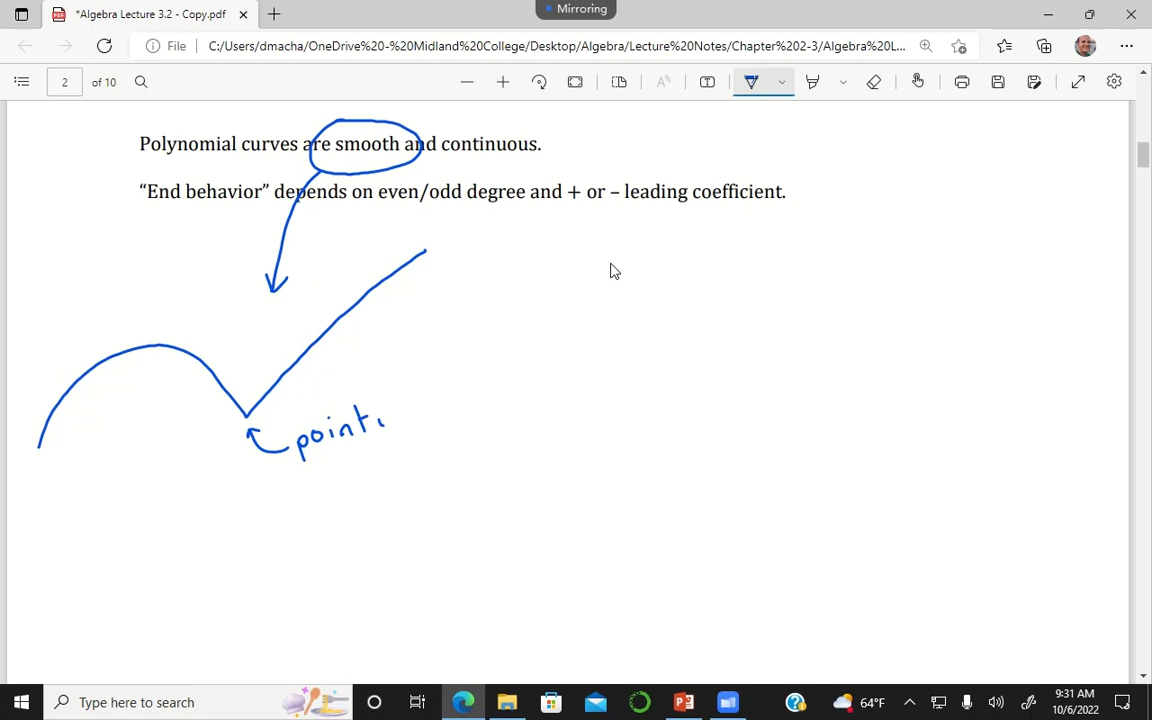 Mirroring
*Algebra Lecture 3.2 - Copy.pdf
File C:/Users/dmacha/OneDrive%20-%20Midland%20College/Desktop/Algebra/Lecture%20Notes/Chapter%202-3/Algebra%20L...
2 of 10
Polynomial curves are smooth and continuous.
“End behavior” depends on even/odd degree and + or – leading coefficient.
point
Type here to search
64°F
9:31 AM
10/6/2022